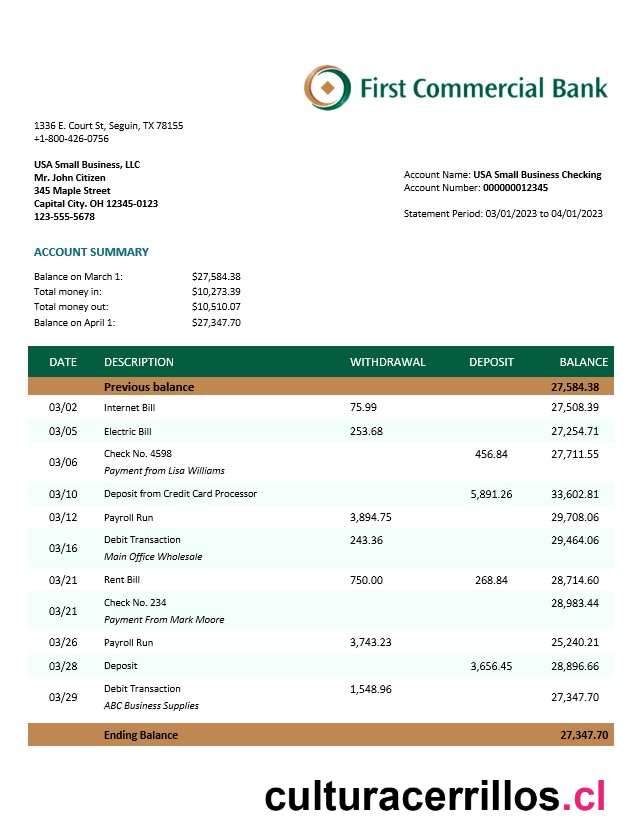 First Commercial Bank
1336 E. Court St, Seguin, TX 78155
+1-800-426-0756
USA Small Business, LLC
Mr. John Citizen
345 Maple Street
Capital City. OH 12345-0123
123-555-5678
Account Name: USA Small Business Checking
Account Number: 000000012345
Statement Period: 03/01/2023 to 04/01/2023
ACCOUNT SUMMARY
Balance on March 1: $27,584.38
Total money in: $10,273.39
Total money out: $10,510.07
Balance on April 1: $27,347.70
DATE DESCRIPTION WITHDRAWAL DEPOSIT BALANCE
Previous balance 27,584.38
03/02 Internet Bill 75.99 27,508.39
03/05 Electric Bill 253.68 27,254.71
03/06 Check No. 4598 456.84 27,711.55
Payment from Lisa Williams
03/10 Deposit from Credit Card Processor 5,891.26 33,602.81
03/12 Payroll Run 3,894.75 29,708.06
03/16 Debit Transaction 243.36 29,464.06
Main Office Wholesale
03/21 Rent Bill 750.00 268.84 28,714.60
03/21 Check No. 234 28,983.44
Payment From Mark Moore
03/26 Payroll Run 3,743.23 25,240.21
03/28 Deposit 3,656.45 28,896.66
03/29 Debit Transaction 1,548.96 27,347.70
ABC Business Supplies
Ending Balance 27,347.70
culturacerrillos.cl